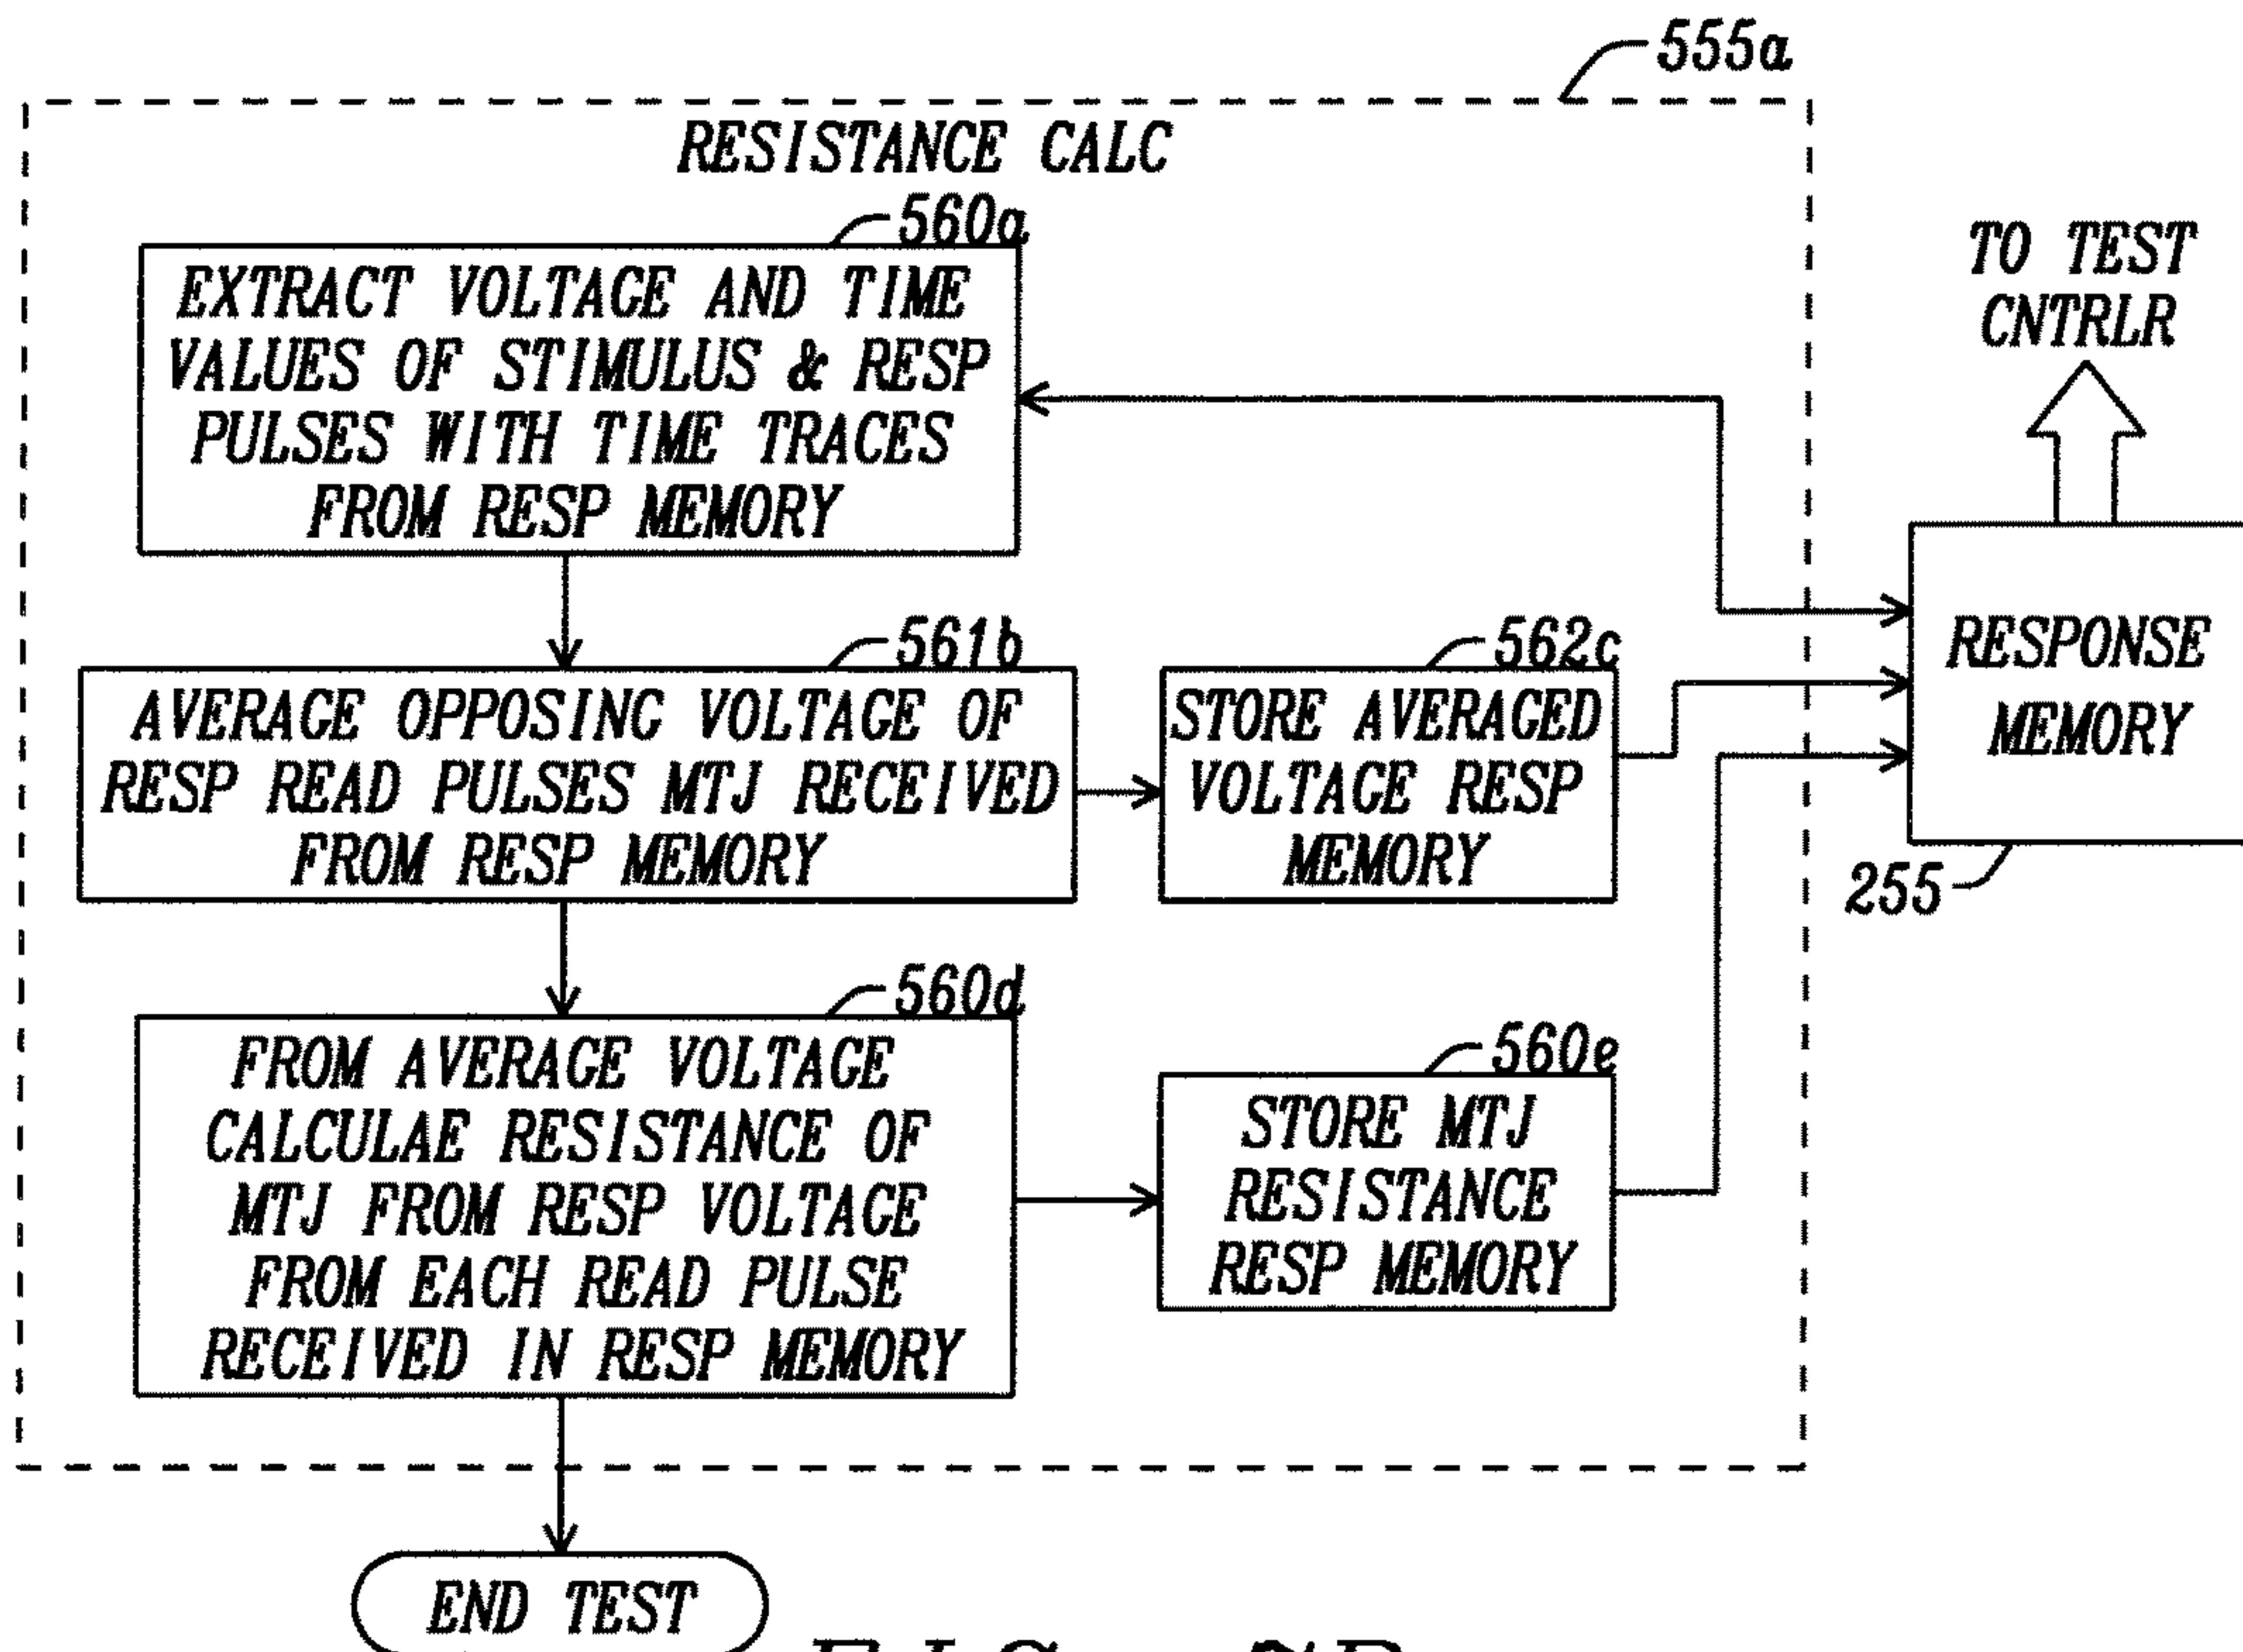 555a
RESISTANCE CALC
560a
EXTRACT VOLTAGE AND TIME
VALUES OF STIMULUS & RESP
PULSES WITH TIME TRACES
FROM RESP MEMORY
TO TEST
CNTRLR
RESPONSE
MEMORY
255
561b
AVERAGE OPPOSING VOLTAGE OF
RESP READ PULSES MTJ RECEIVED
FROM RESP MEMORY
562c
STORE AVERAGED
VOLTAGE RESP
MEMORY
560d
FROM AVERAGE VOLTAGE
CALCULAE RESISTANCE OF
MTJ FROM RESP VOLTAGE
FROM EACH READ PULSE
RECEIVED IN RESP MEMORY
560e
STORE MTJ
RESISTANCE
RESP MEMORY
END TEST